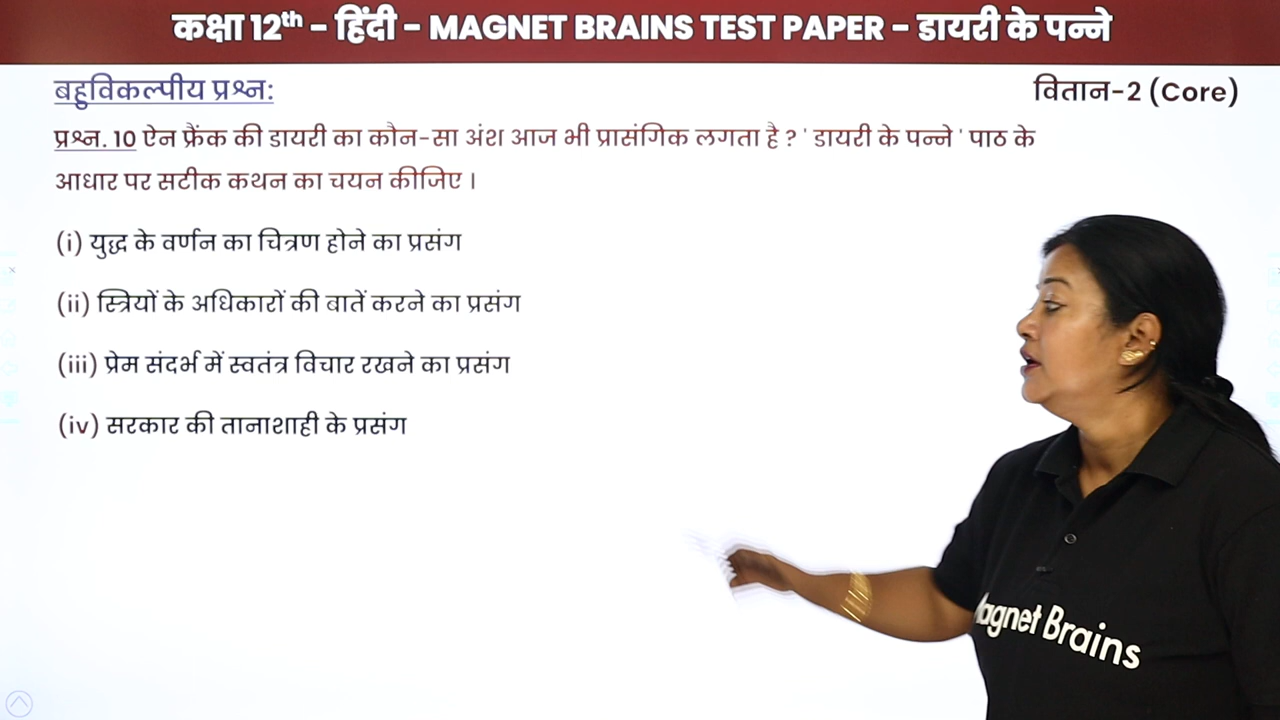 कक्षा 12th - हिंदी - MAGNET BRAINS TEST PAPER - डायरी के पन्ने
बहुविकल्पीय प्रश्न:
वितान-2 (Core)
प्रश्न. 10 ऐन फ्रैंक की डायरी का कौन-सा अंश आज भी प्रासंगिक लगता है ? ' डायरी के पन्ने ' पाठ के
आधार पर सटीक कथन का चयन कीजिए ।
(i) युद्ध के वर्णन का चित्रण होने का प्रसंग
(ii) स्त्रियों के अधिकारों की बातें करने का प्रसंग
(iii) प्रेम संदर्भ में स्वतंत्र विचार रखने का प्रसंग
(iv) सरकार की तानाशाही के प्रसंग
Magnet Brains